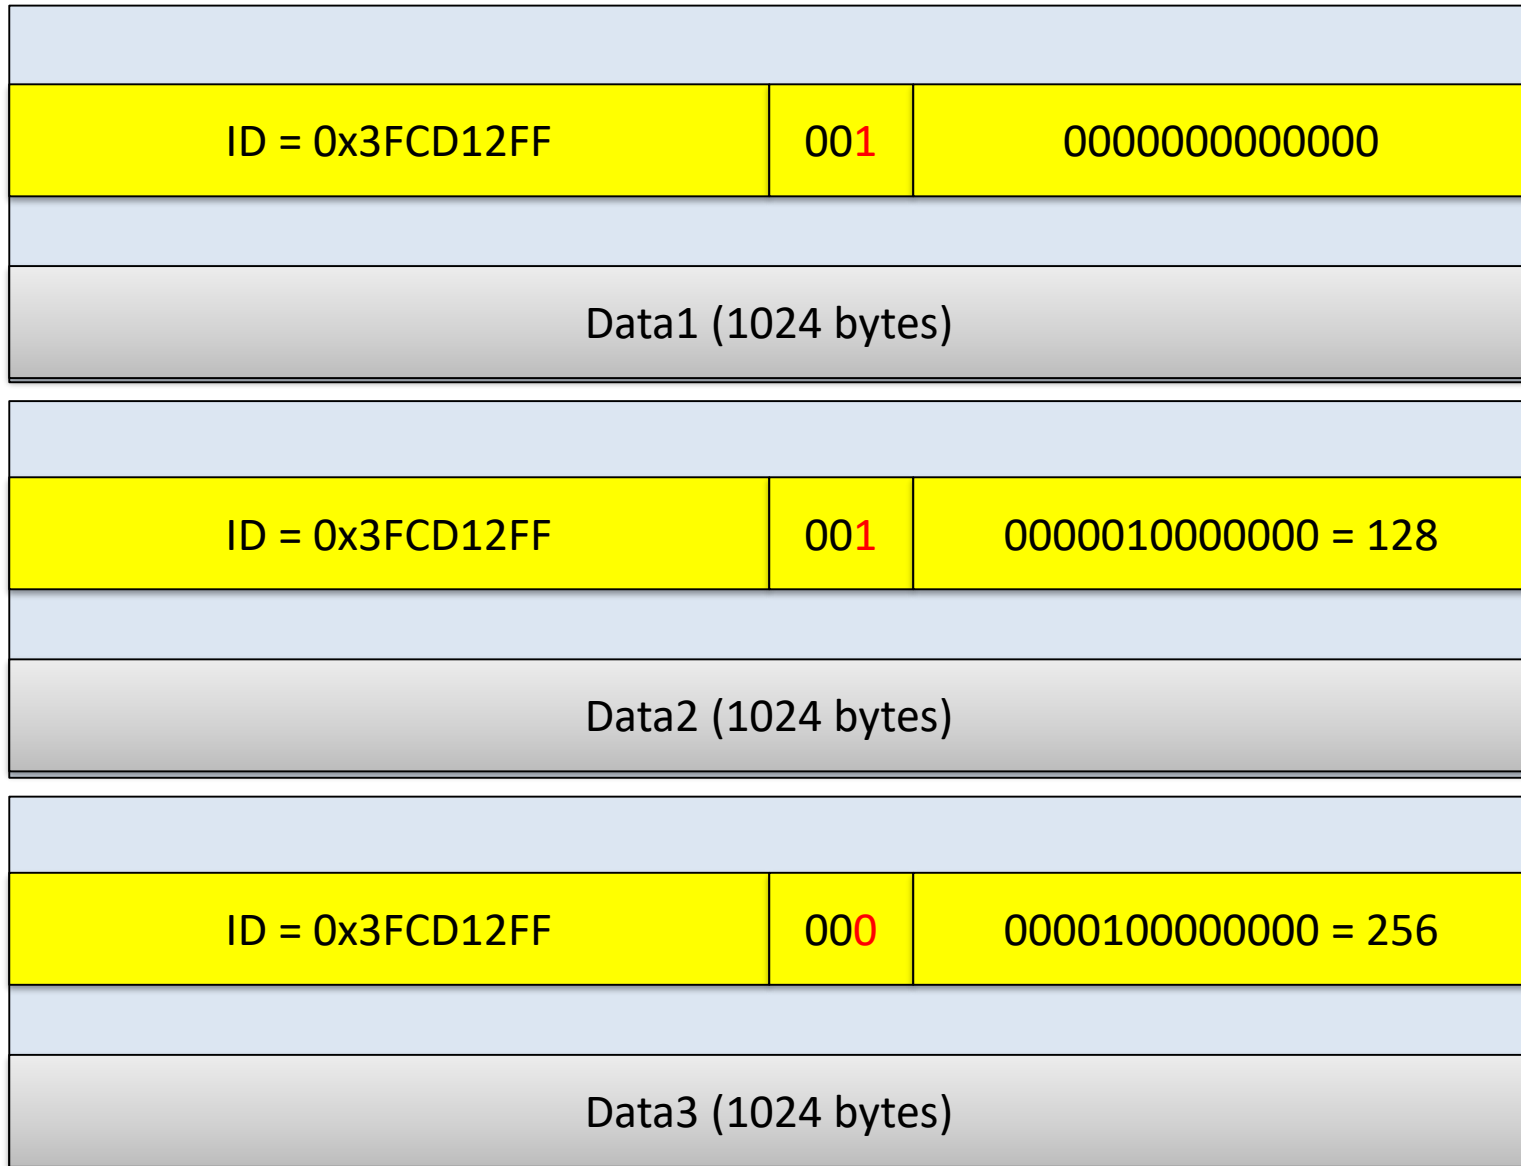 ID = 0x3FCD12FF 001 0000000000000
Data1 (1024 bytes)
ID = 0x3FCD12FF 001 0000010000000 = 128
Data2 (1024 bytes)
ID = 0x3FCD12FF 000 0000100000000 = 256
Data3 (1024 bytes)